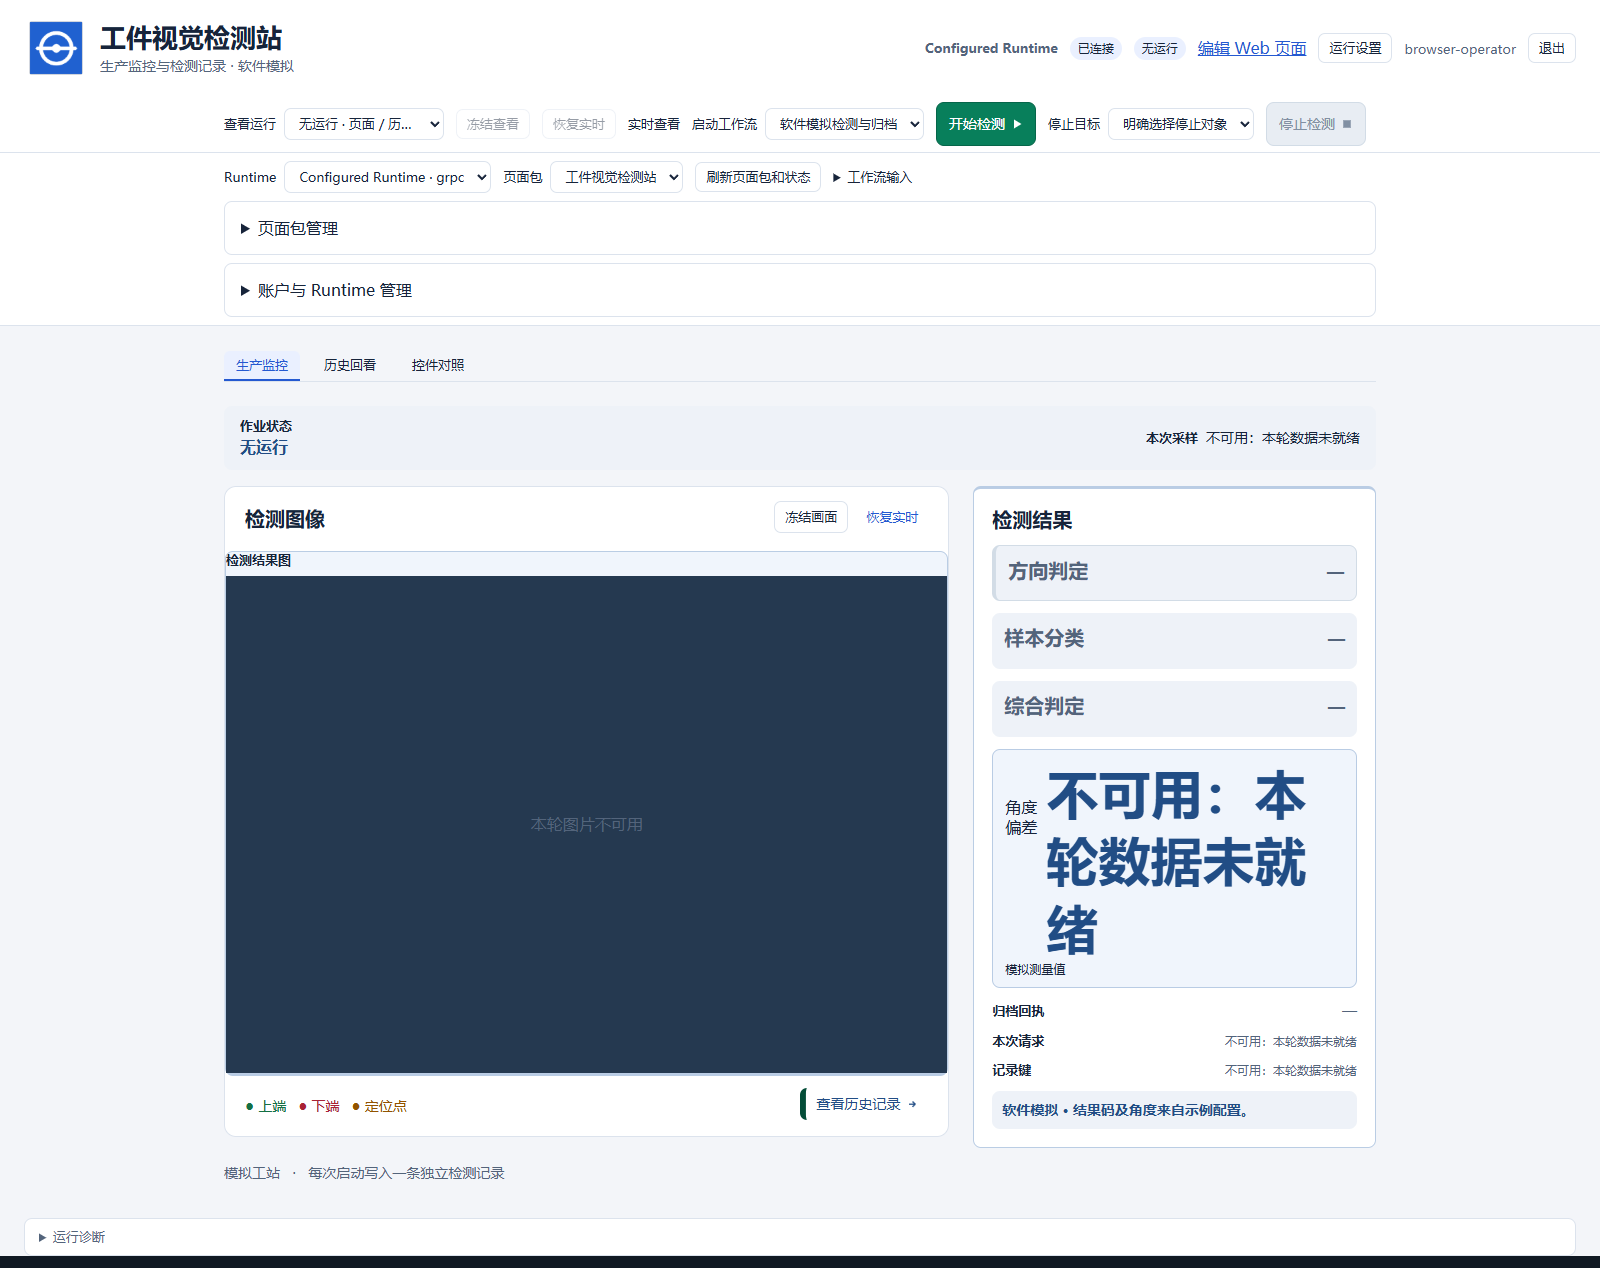 工件视觉检测站
生产监控与检测记录 · 软件模拟
Configured Runtime 已连接 无运行 编辑 Web 页面 运行设置 browser-operator 退出
查看运行 无运行 · 页面 / 历... 冻结查看 恢复实时 实时查看 启动工作流 软件模拟检测与归档 开始检测 ▶ 停止目标 明确选择停止对象 停止检测 ■
Runtime Configured Runtime · grpc 页面包 工件视觉检测站 刷新页面包和状态 ▶ 工作流输入
▶ 页面包管理
▶ 账户与 Runtime 管理
生产监控 历史回看 控件对照
作业状态
无运行
本次采样 不可用：本轮数据未就绪
检测图像 冻结画面 恢复实时
检测结果图
本轮图片不可用
● 上端 ● 下端 ● 定位点 查看历史记录 →
检测结果
方向判定 —
样本分类 —
综合判定 —
角度
偏差
不可用：本
轮数据未就
绪
模拟测量值
归档回执 —
本次请求 不可用：本轮数据未就绪
记录键 不可用：本轮数据未就绪
软件模拟 • 结果码及角度来自示例配置。
模拟工站 · 每次启动写入一条独立检测记录
▶ 运行诊断